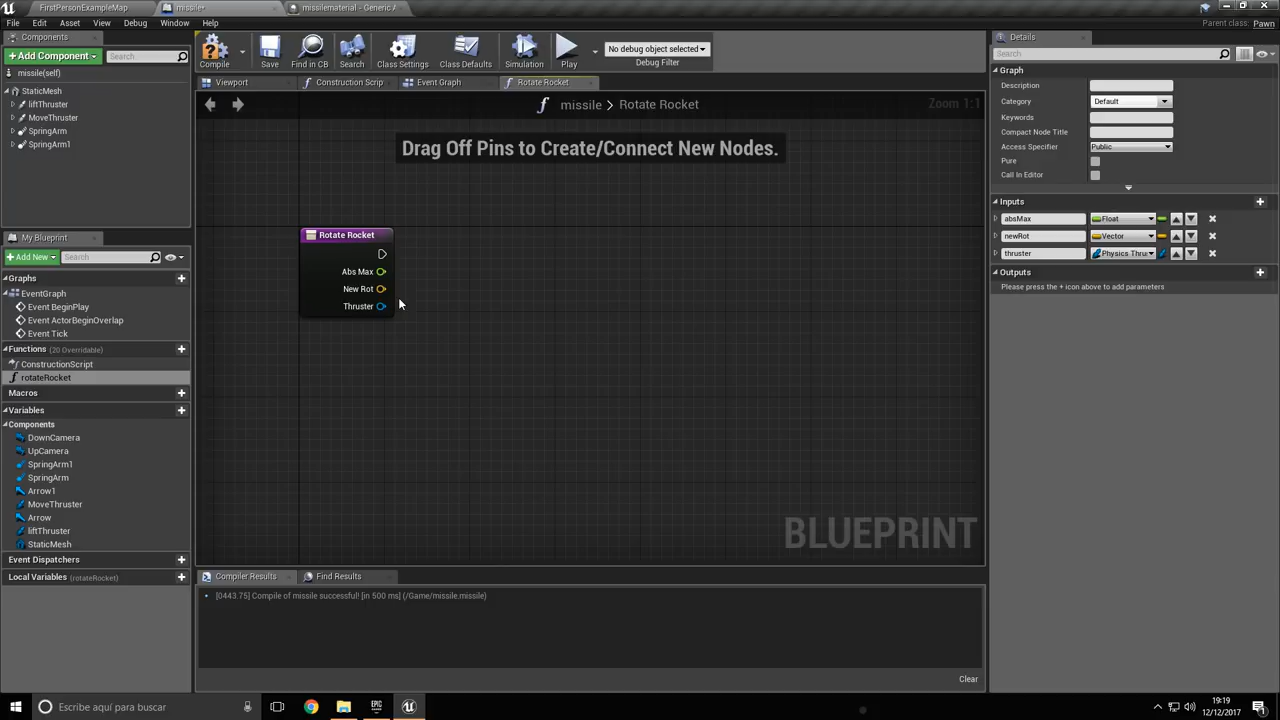 FirstPersonExampleMap
missile*
missilematerial - Generic A
File Edit Asset View Debug Window Help
Parent class: Pawn
Components
+Add Component
Search
missile(self)
StaticMesh
liftThruster
MoveThruster
SpringArm
SpringArm1
Compile
Save
Find in CB
Search
Class Settings
Class Defaults
Simulation
Play
No debug object selected
Debug Filter
Viewport
Construction Scrip
Event Graph
Rotate Rocket
missile > Rotate Rocket
Zoom 1:1
Drag Off Pins to Create/Connect New Nodes.
Rotate Rocket
Abs Max
New Rot
Thruster
BLUEPRINT
My Blueprint
+Add New
Search
Graphs
EventGraph
Event BeginPlay
Event ActorBeginOverlap
Event Tick
Functions (20 Overridable)
ConstructionScript
rotateRocket
Macros
Variables
Components
DownCamera
UpCamera
SpringArm1
SpringArm
Arrow1
MoveThruster
Arrow
liftThruster
StaticMesh
Event Dispatchers
Local Variables (rotateRocket)
Compiler Results
Find Results
[0443.75] Compile of missile successful! [in 500 ms] (/Game/missile.missile)
Clear
Details
Search
Graph
Description
Category Default
Keywords
Compact Node Title
Access Specifier Public
Pure
Call In Editor
Inputs
absMax Float
newRot Vector
thruster Physics Thru
Outputs
Please press the + icon above to add parameters
Escribe aquí para buscar
19:19
12/12/2017